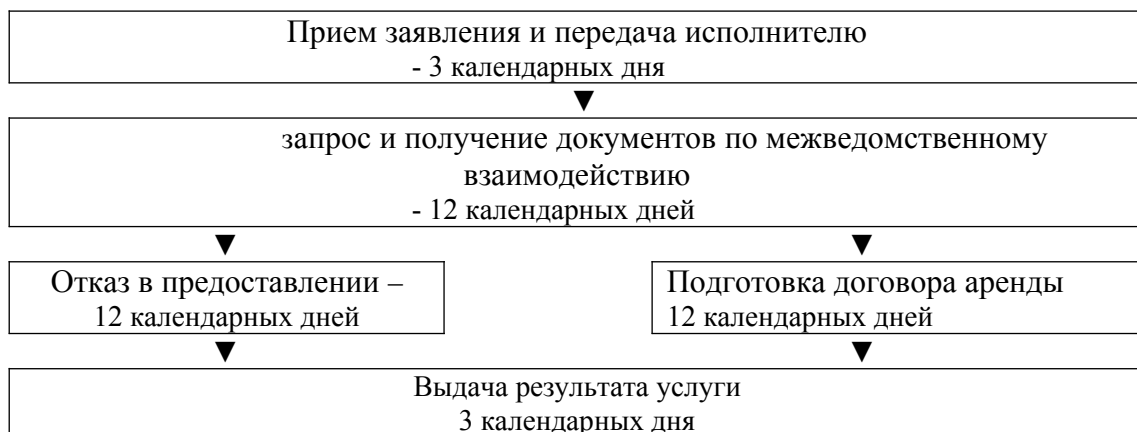 Прием заявления и передача исполнителю
- 3 календарных дня
▼
запрос и получение документов по межведомственному
взаимодействию
- 12 календарных дней
▼ ▼
Отказ в предоставлении –
12 календарных дней
Подготовка договора аренды
12 календарных дней
▼ ▼
Выдача результата услуги
3 календарных дня